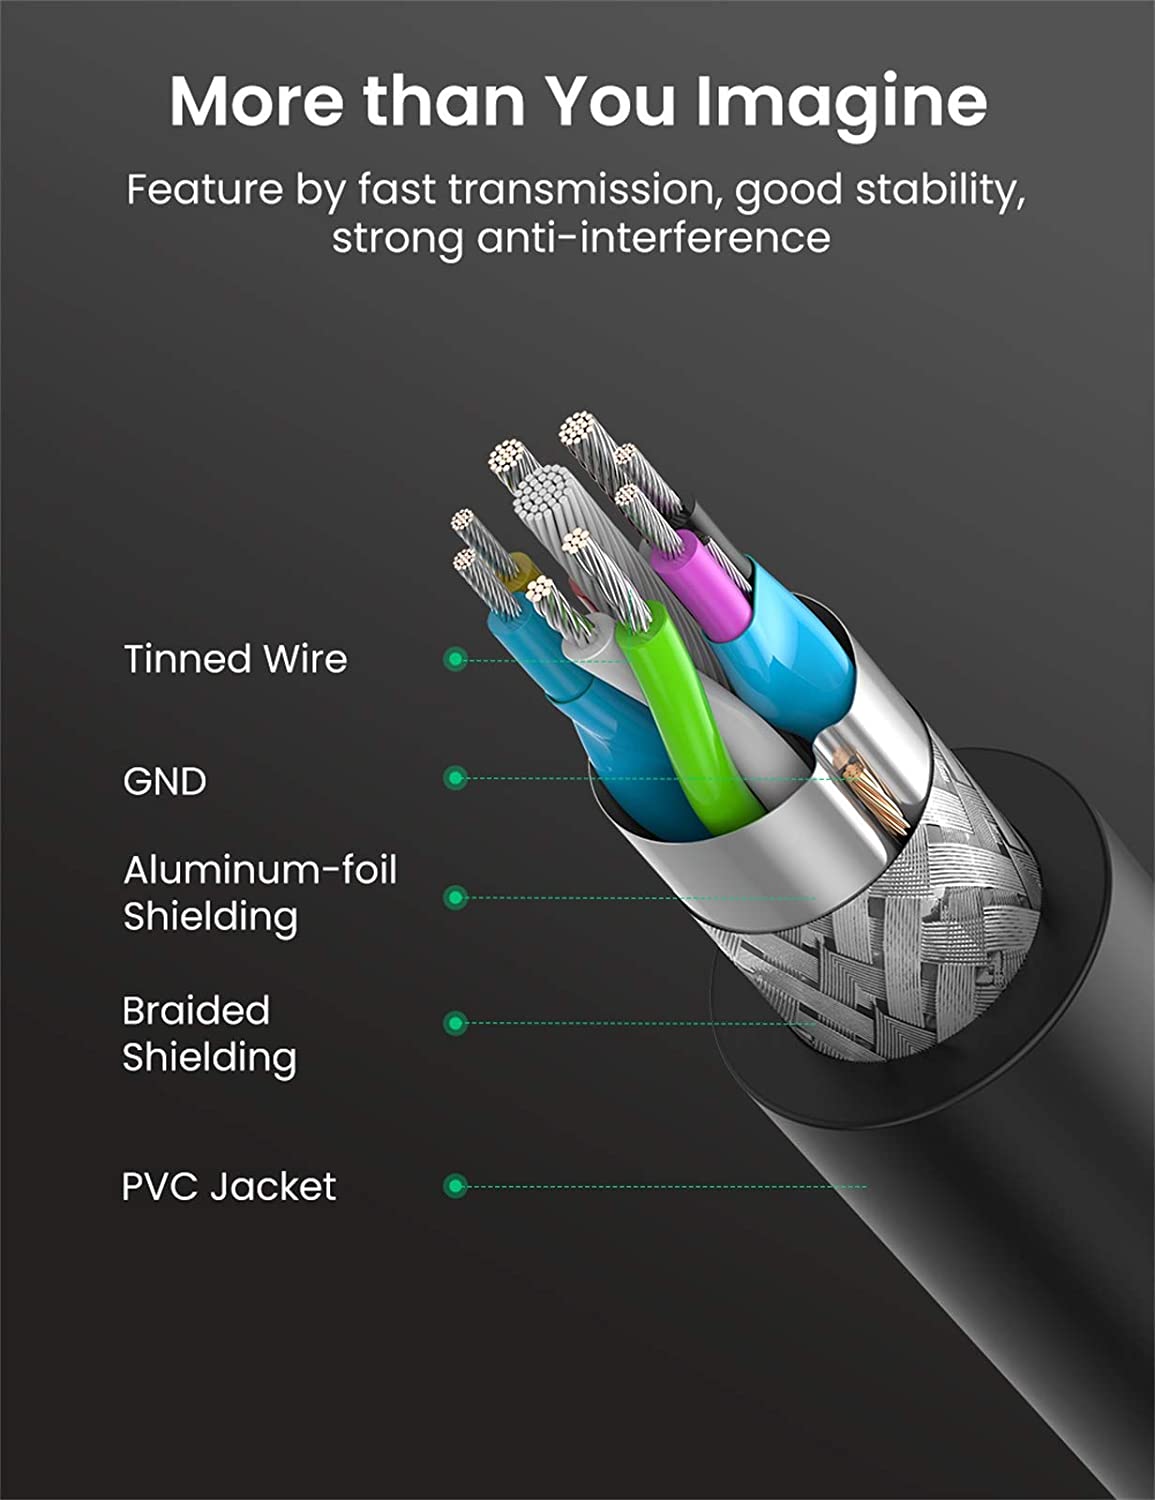 More than You Imagine
Feature by fast transmission, good stability,
strong anti-interference
Tinned Wire
GND
Aluminum-foil
Shielding
Braided
Shielding
PVC Jacket